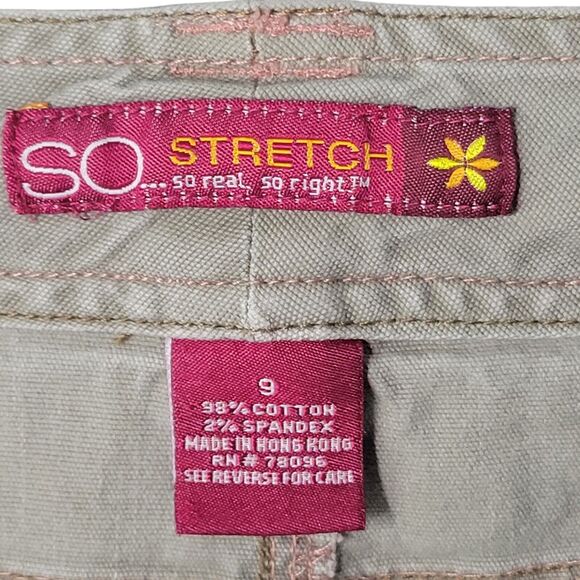 SO... STRETCH
so real, so right™
9
98% COTTON
2% SPANDEX
MADE IN HONG KONG
RN# 78096
SEE REVERSE FOR CARE